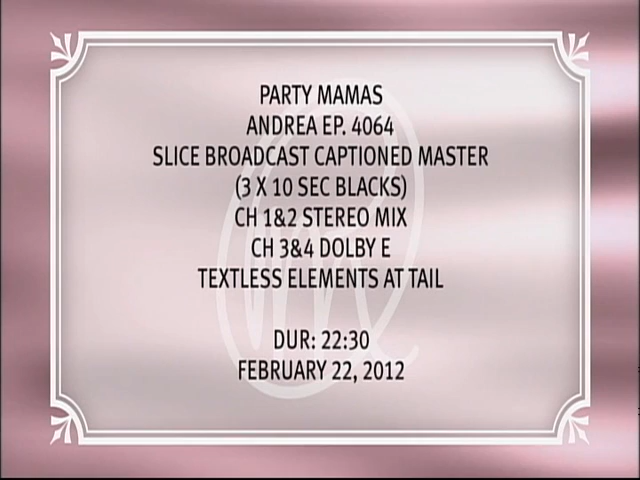 PARTY MAMAS
ANDREA EP. 4064
SLICE BROADCAST CAPTIONED MASTER
(3 X 10 SEC BLACKS)
CH 1&2 STEREO MIX
CH 3&4 DOLBY E
TEXTLESS ELEMENTS AT TAIL
DUR: 22:30
FEBRUARY 22, 2012